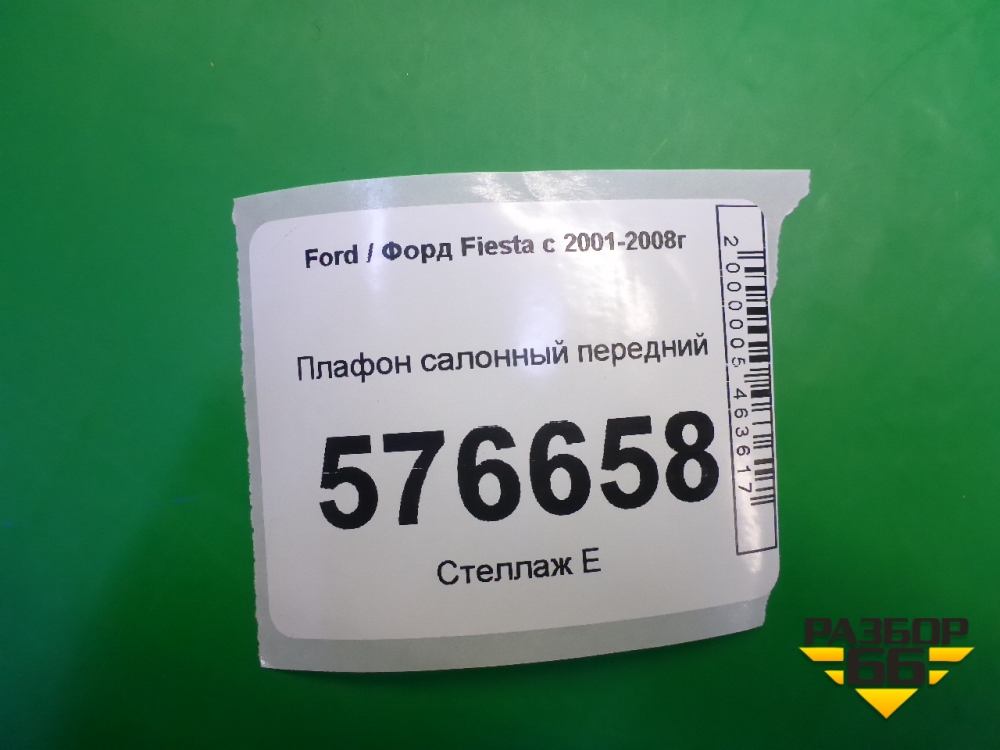 Ford / Форд Fiesta с 2001-2008г
Плафон салонный передний
576658
Стеллаж Е
2000005463617
РАЗБОР
66